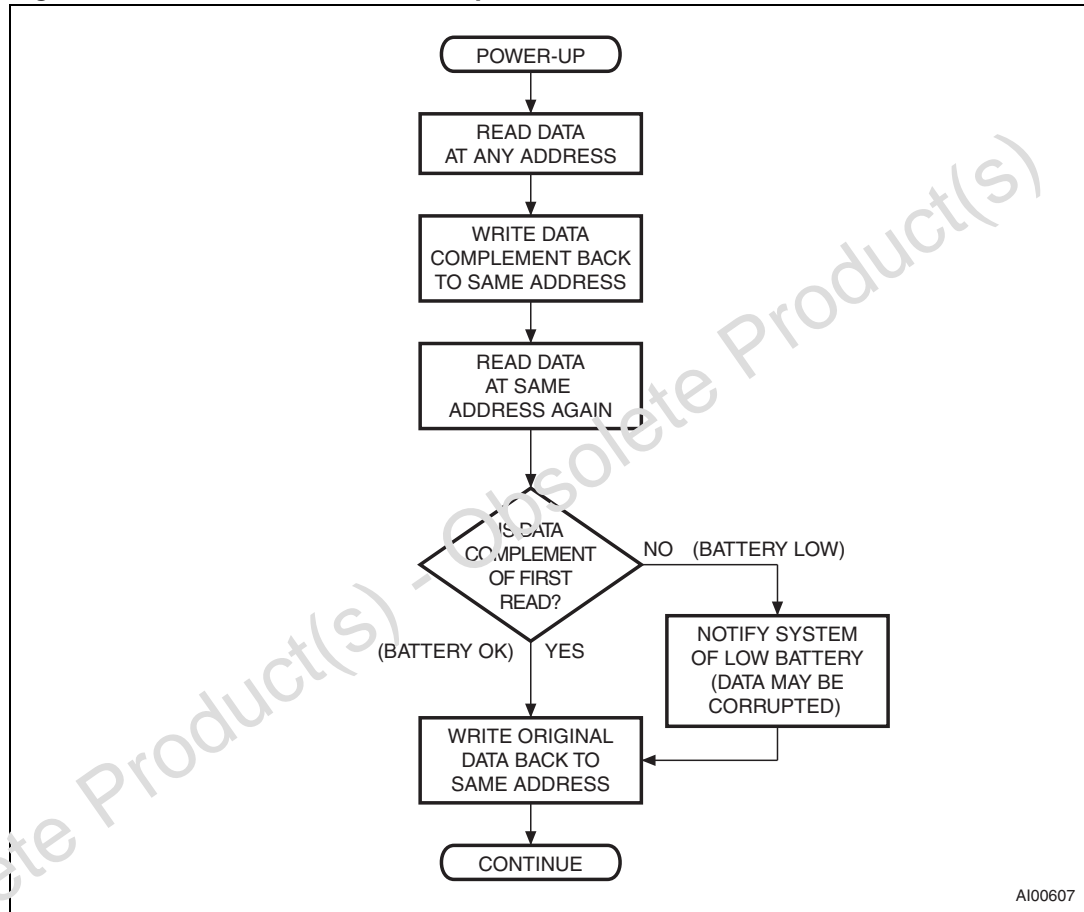 POWER-UP
READ DATA
AT ANY ADDRESS
WRITE DATA
COMPLEMENT BACK
TO SAME ADDRESS
READ DATA
AT SAME
ADDRESS AGAIN
IS DATA
COMPLEMENT
OF FIRST
READ?
NO (BATTERY LOW)
NOTIFY SYSTEM
OF LOW BATTERY
(DATA MAY BE
CORRUPTED)
(BATTERY OK) YES
WRITE ORIGINAL
DATA BACK TO
SAME ADDRESS
CONTINUE
AI00607
ete Product(s) - Obsolete Product(s)